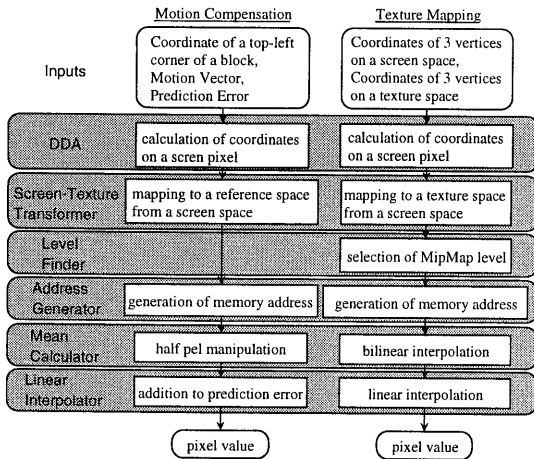 Motion Compensation
Texture Mapping
Inputs
Coordinate of a top-left
corner of a block,
Motion Vector,
Prediction Error
Coordinates of 3 vertices
on a screen space,
Coordinates of 3 vertices
on a texture space
DDA
calculation of coordinates
on a scren pixel
calculation of coordinates
on a screen pixel
Screen-Texture
Transformer
mapping to a reference space
from a screen space
mapping to a texture space
from a screen space
Level
Finder
selection of MipMap level
Address
Generator
generation of memory address
generation of memory address
Mean
Calculator
half pel manipulation
bilinear interpolation
Linear
Interpolator
addition to prediction error
linear interpolation
pixel value
pixel value